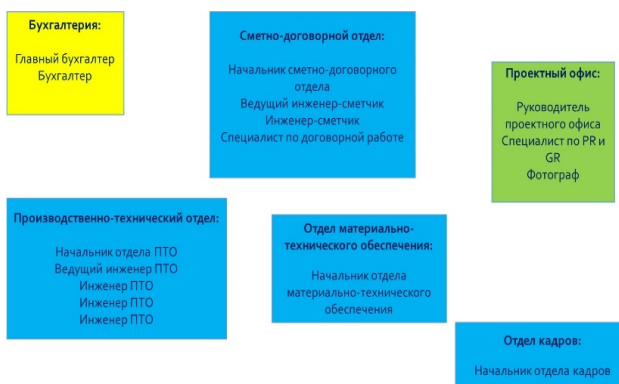 Бухгалтерия:
Главный бухгалтер
Бухгалтер
Сметно-договорной отдел:
Начальник сметно-договорного
отдела
Ведущий инженер-сметчик
Инженер-сметчик
Специалист по договорной работе
Проектный офис:
Руководитель
проектного офиса
Специалист по PR и
GR
Фотограф
Производственно-технический отдел:
Начальник отдела ПТО
Ведущий инженер ПТО
Инженер ПТО
Инженер ПТО
Инженер ПТО
Отдел материально-
технического обеспечения:
Начальник отдела
материально-технического
обеспечения
Отдел кадров:
Начальник отдела кадров